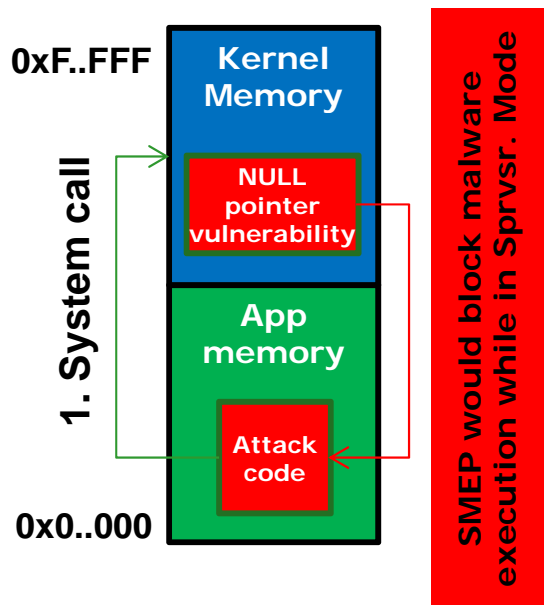 0xF..FFF
Kernel
Memory
NULL
pointer
vulnerability
1. System call
App
memory
Attack
code
0x0..000
SMEP would block malware
execution while in Sprvsr. Mode